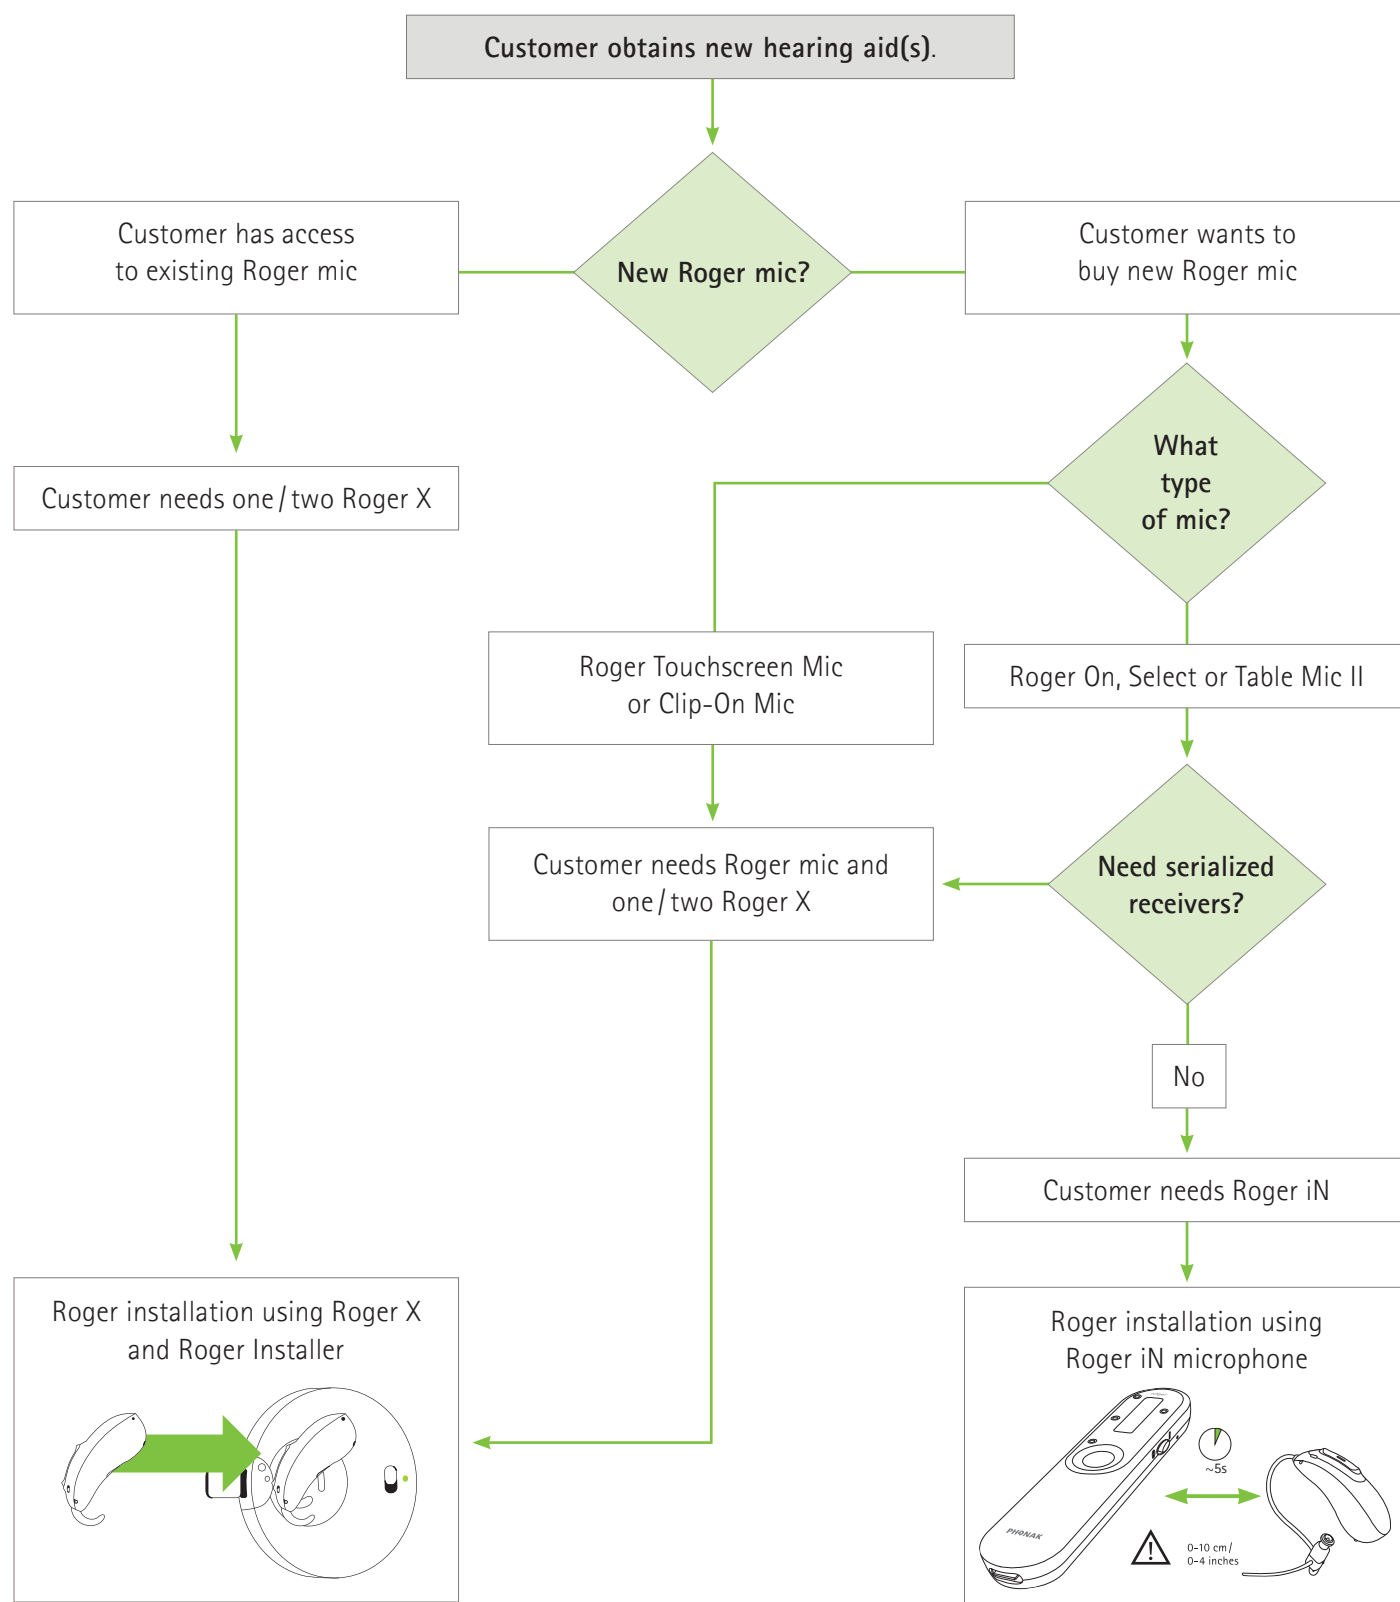 Customer obtains new hearing aid(s).
New Roger mic?
Customer has access
to existing Roger mic
Customer wants to
buy new Roger mic
What
type
of mic?
Customer needs one / two Roger X
Roger Touchscreen Mic
or Clip-On Mic
Roger On, Select or Table Mic II
Customer needs Roger mic and
one / two Roger X
Need serialized
receivers?
No
Customer needs Roger iN
Roger installation using Roger X
and Roger Installer
Roger installation using
Roger iN microphone
~5s
PHONAK
0-10 cm /
0-4 inches